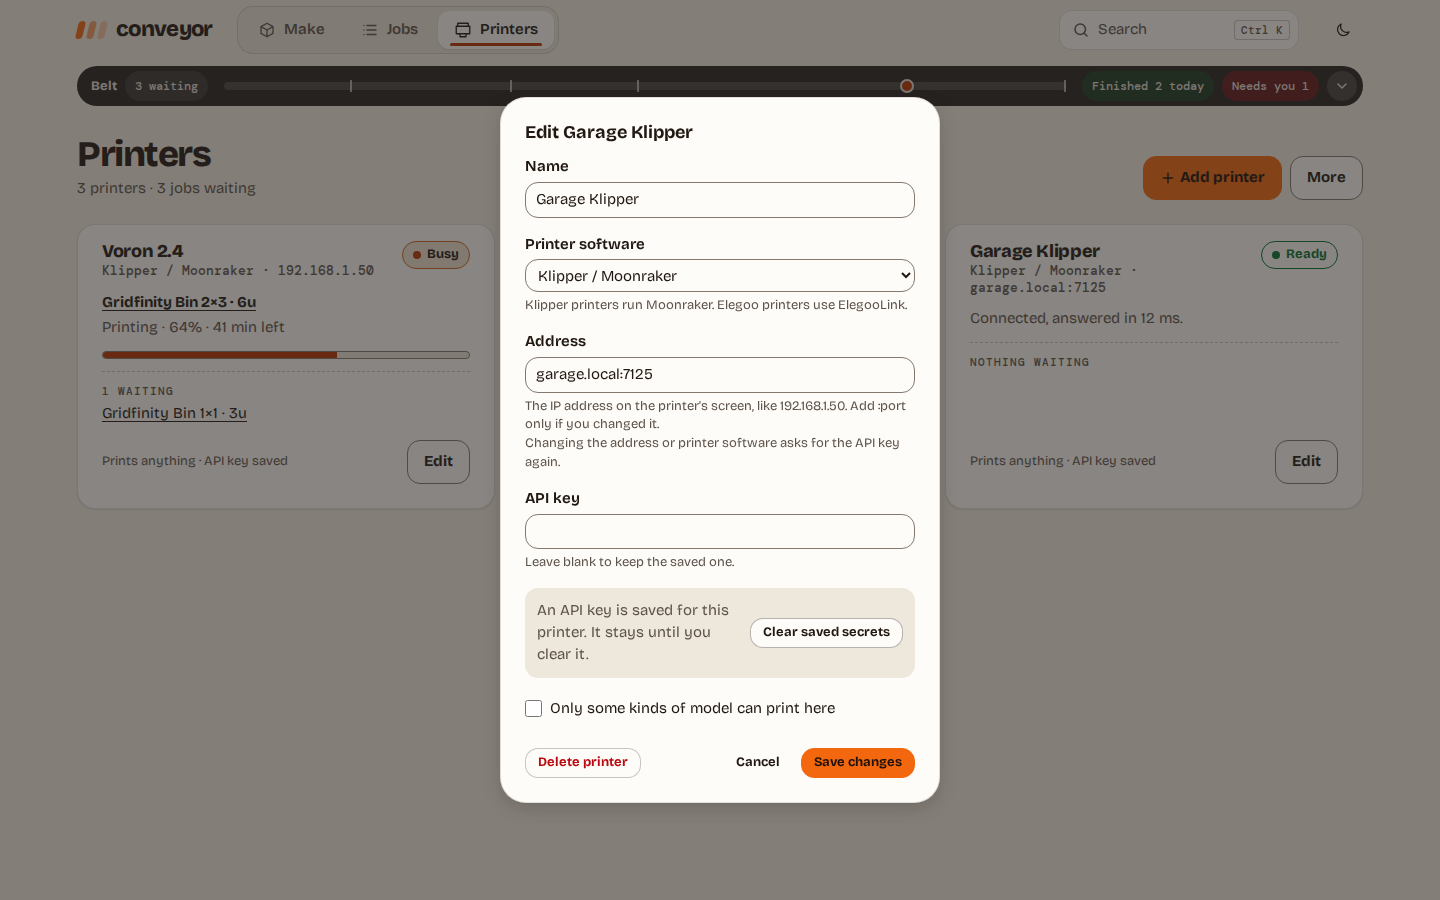 conveyor
Make
Jobs
Printers
Search
Ctrl K
Belt
3 waiting
Finished 2 today
Needs you 1
Printers
3 printers · 3 jobs waiting
+ Add printer
More
Voron 2.4
Busy
Klipper / Moonraker · 192.168.1.50
Gridfinity Bin 2×3 · 6u
Printing · 64% · 41 min left
1 WAITING
Gridfinity Bin 1×1 · 3u
Prints anything · API key saved
Edit
Edit Garage Klipper
Name
Garage Klipper
Printer software
Klipper / Moonraker
Klipper printers run Moonraker. Elegoo printers use ElegooLink.
Address
garage.local:7125
The IP address on the printer's screen, like 192.168.1.50. Add :port
only if you changed it.
Changing the address or printer software asks for the API key
again.
API key
Leave blank to keep the saved one.
An API key is saved for this
printer. It stays until you
clear it.
Clear saved secrets
Only some kinds of model can print here
Delete printer
Cancel
Save changes
Garage Klipper
Ready
Klipper / Moonraker ·
garage.local:7125
Connected, answered in 12 ms.
NOTHING WAITING
Prints anything · API key saved
Edit